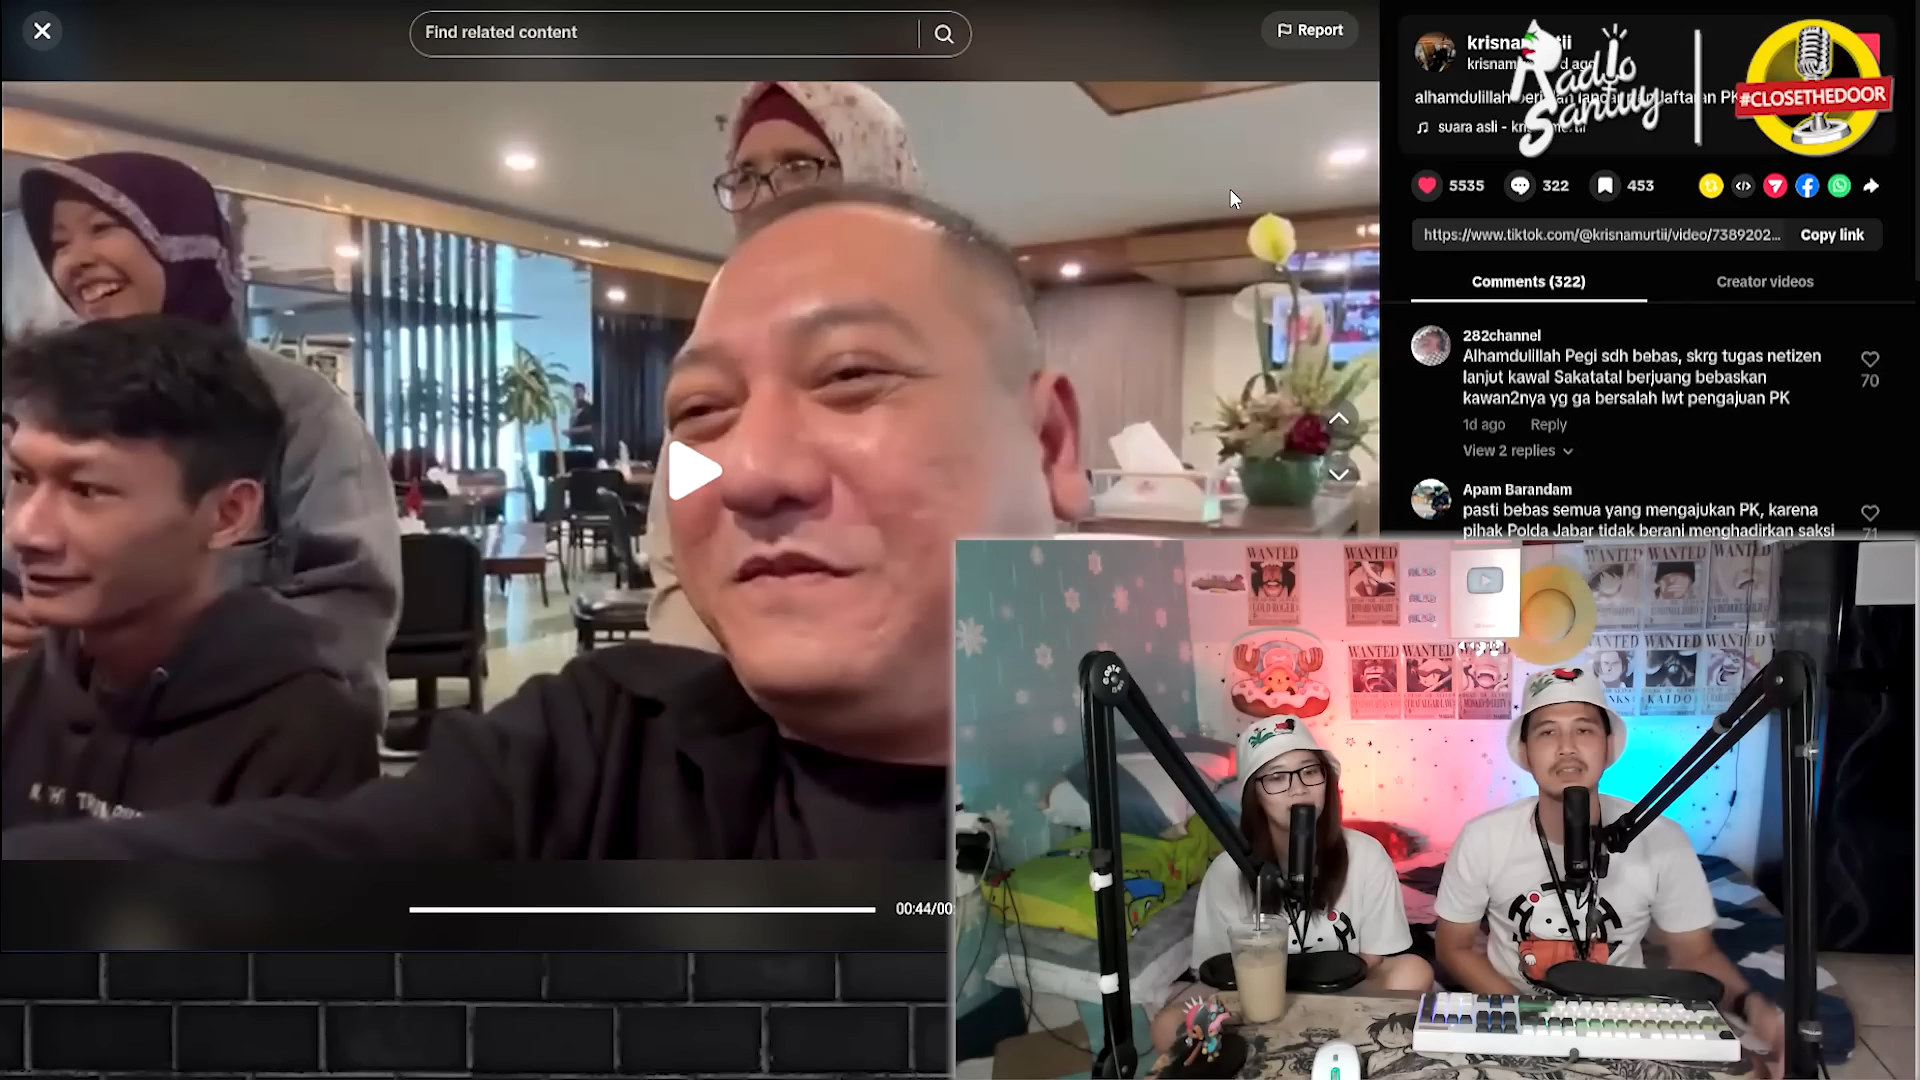 Find related content
Report
Radio
Santuy
#CLOSETHEDOOR
alhamdulillah
suara asli
5535
322
453
https://www.tiktok.com/@krisnamurtii/video/7389202...
Copy link
Comments (322)
Creator videos
282channel
Alhamdulillah Pegi sdh bebas, skrg tugas netizen
lanjut kawal Sakatatal berjuang bebaskan
kawan2nya yg ga bersalah lwt pengajuan PK
70
1d ago
Reply
View 2 replies
Apam Barandam
pasti bebas semua yang mengajukan PK, karena
pihak Polda Jabar tidak berani menghadirkan saksi
71
00:44/00:
WANTED
GOLD ROGER
WANTED
WANTED
WANTED
WANTED
WANTED
WANTED
WANTED
KAIDO